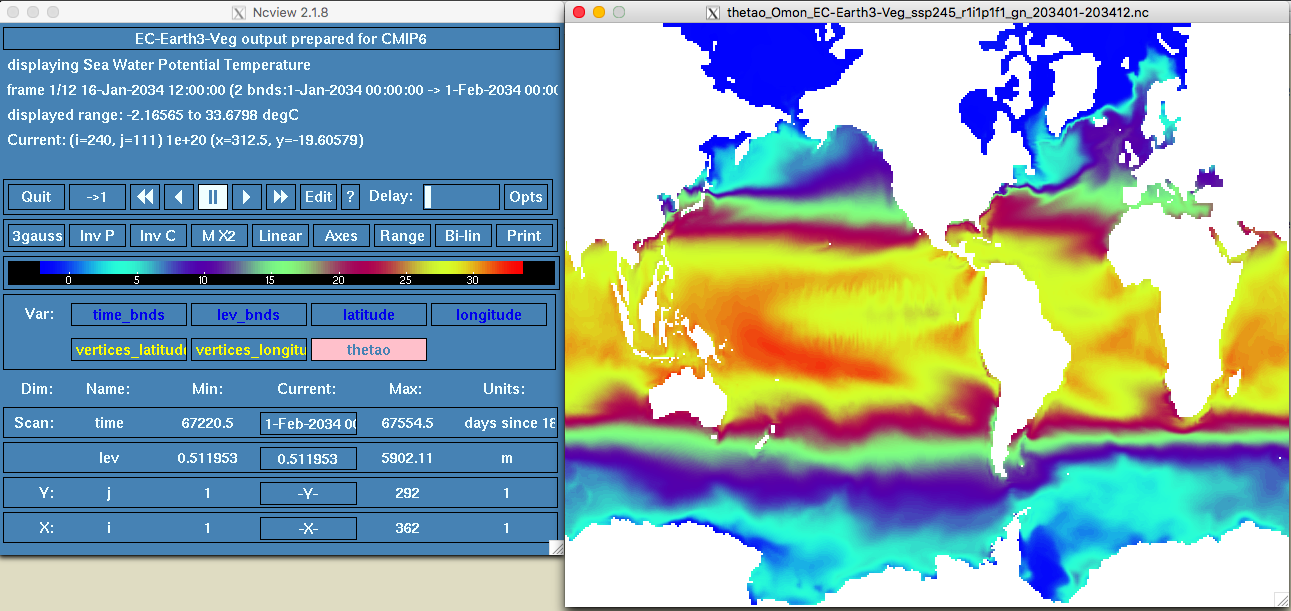 Ncview 2.1.8
EC-Earth3-Veg output prepared for CMIP6
displaying Sea Water Potential Temperature
frame 1/12 16-Jan-2034 12:00:00 (2 bnds:1-Jan-2034 00:00:00 -> 1-Feb-2034 00:00
displayed range: -2.16565 to 33.6798 degC
Current: (i=240, j=111) 1e+20 (x=312.5, y=-19.60579)
Quit ->1 Edit ? Delay: Opts
3gauss Inv P Inv C M X2 Linear Axes Range Bi-lin Print
0 5 10 15 20 25 30
Var: time_bnds lev_bnds latitude longitude
vertices_latitude vertices_longitu thetao
Dim: Name: Min: Current: Max: Units:
Scan: time 67220.5 1-Feb-2034 00 67554.5 days since 18
lev 0.511953 0.511953 5902.11 m
Y: j 1 -Y- 292 1
X: i 1 -X- 362 1
thetao_Omon_EC-Earth3-Veg_ssp245_r1i1p1f1_gn_203401-203412.nc